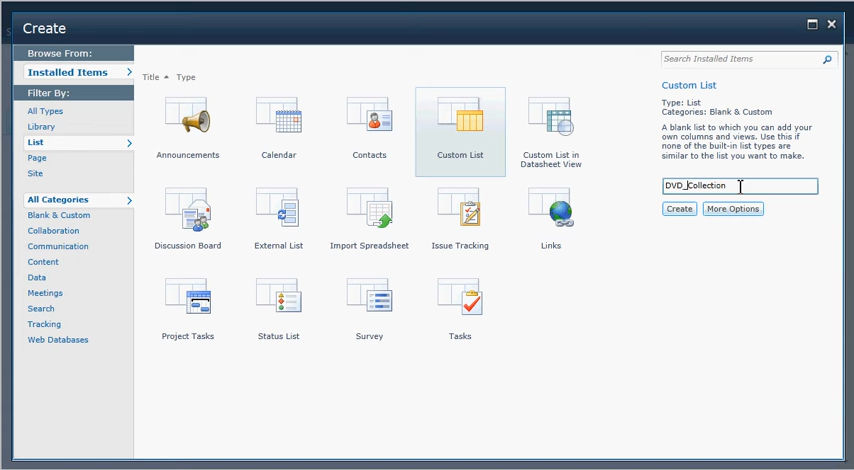 Create
Browse From:
Installed Items
Filter By:
All Types
Library
List
Page
Site
All Categories
Blank & Custom
Collaboration
Communication
Content
Data
Meetings
Search
Tracking
Web Databases
Title Type
Announcements
Calendar
Contacts
Custom List
Custom List in
Datasheet View
Discussion Board
External List
Import Spreadsheet
Issue Tracking
Links
Project Tasks
Status List
Survey
Tasks
Search Installed Items
Custom List
Type: List
Categories: Blank & Custom
A blank list to which you can add your
own columns and views. Use this if
none of the built-in list types are
similar to the list you want to make.
DVD_Collection
Create More Options